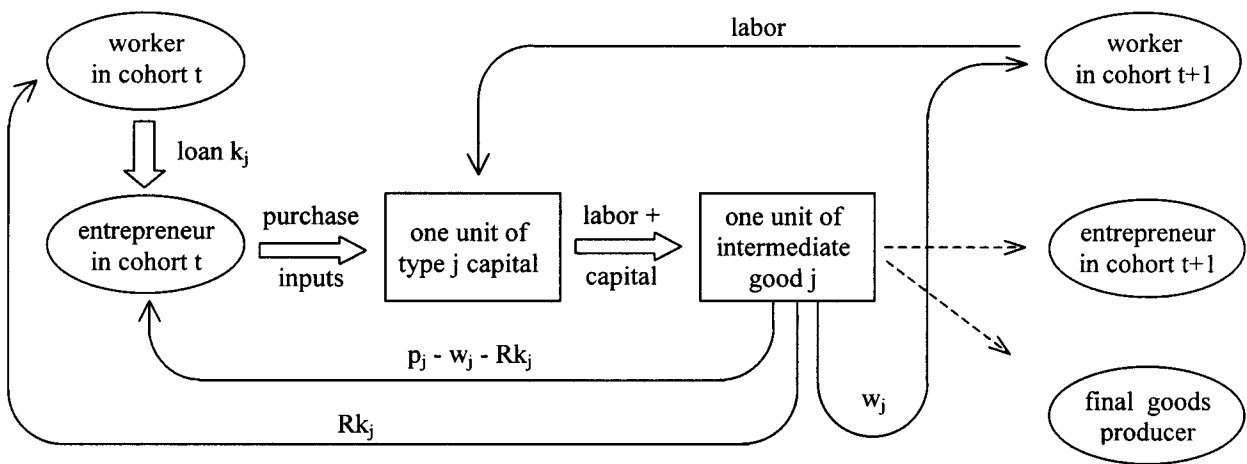 worker
in cohort t
labor
worker
in cohort t+1
loan kj
entrepreneur
in cohort t
purchase
inputs
one unit of
type j capital
labor +
capital
one unit of
intermediate
good j
entrepreneur
in cohort t+1
pj - wj - Rkj
Rkj
wj
final goods
producer